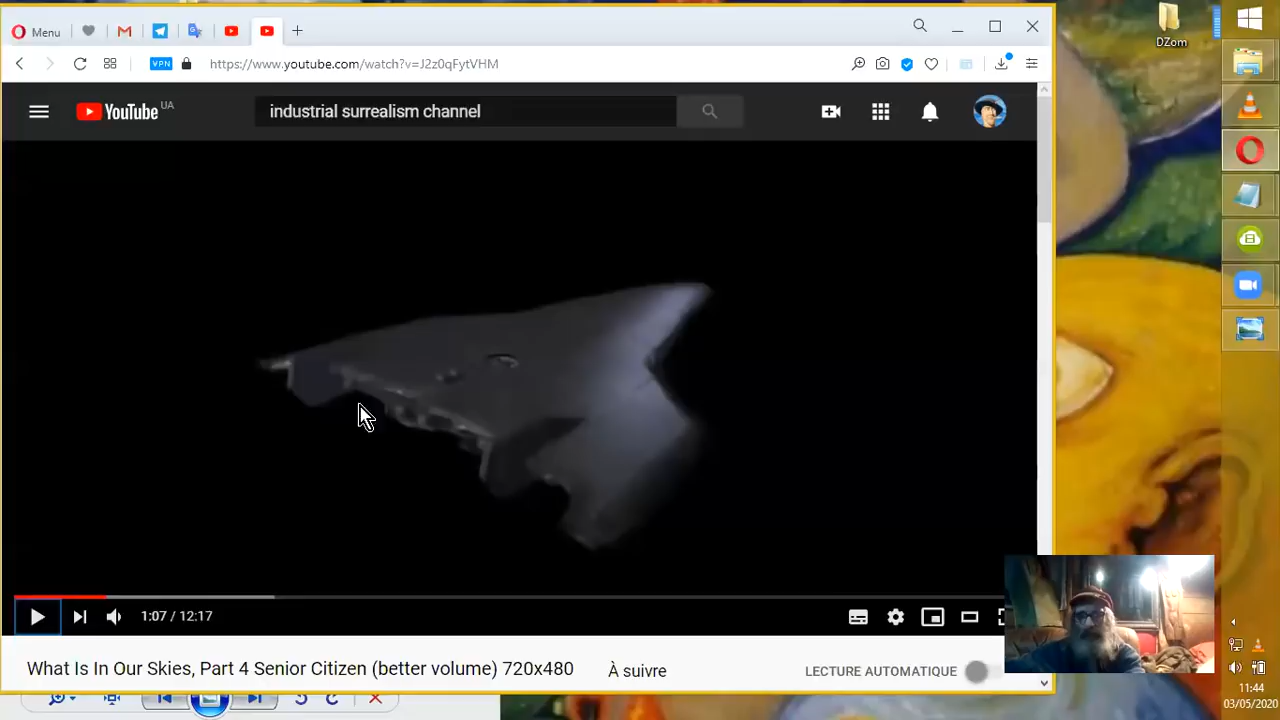 Menu
DZom
VPN
https://www.youtube.com/watch?v=J2z0qFytVHM
YouTube UA
industrial surrealism channel
1:07 / 12:17
What Is In Our Skies, Part 4 Senior Citizen (better volume) 720x480
À suivre
LECTURE AUTOMATIQUE
11:44
03/05/2020